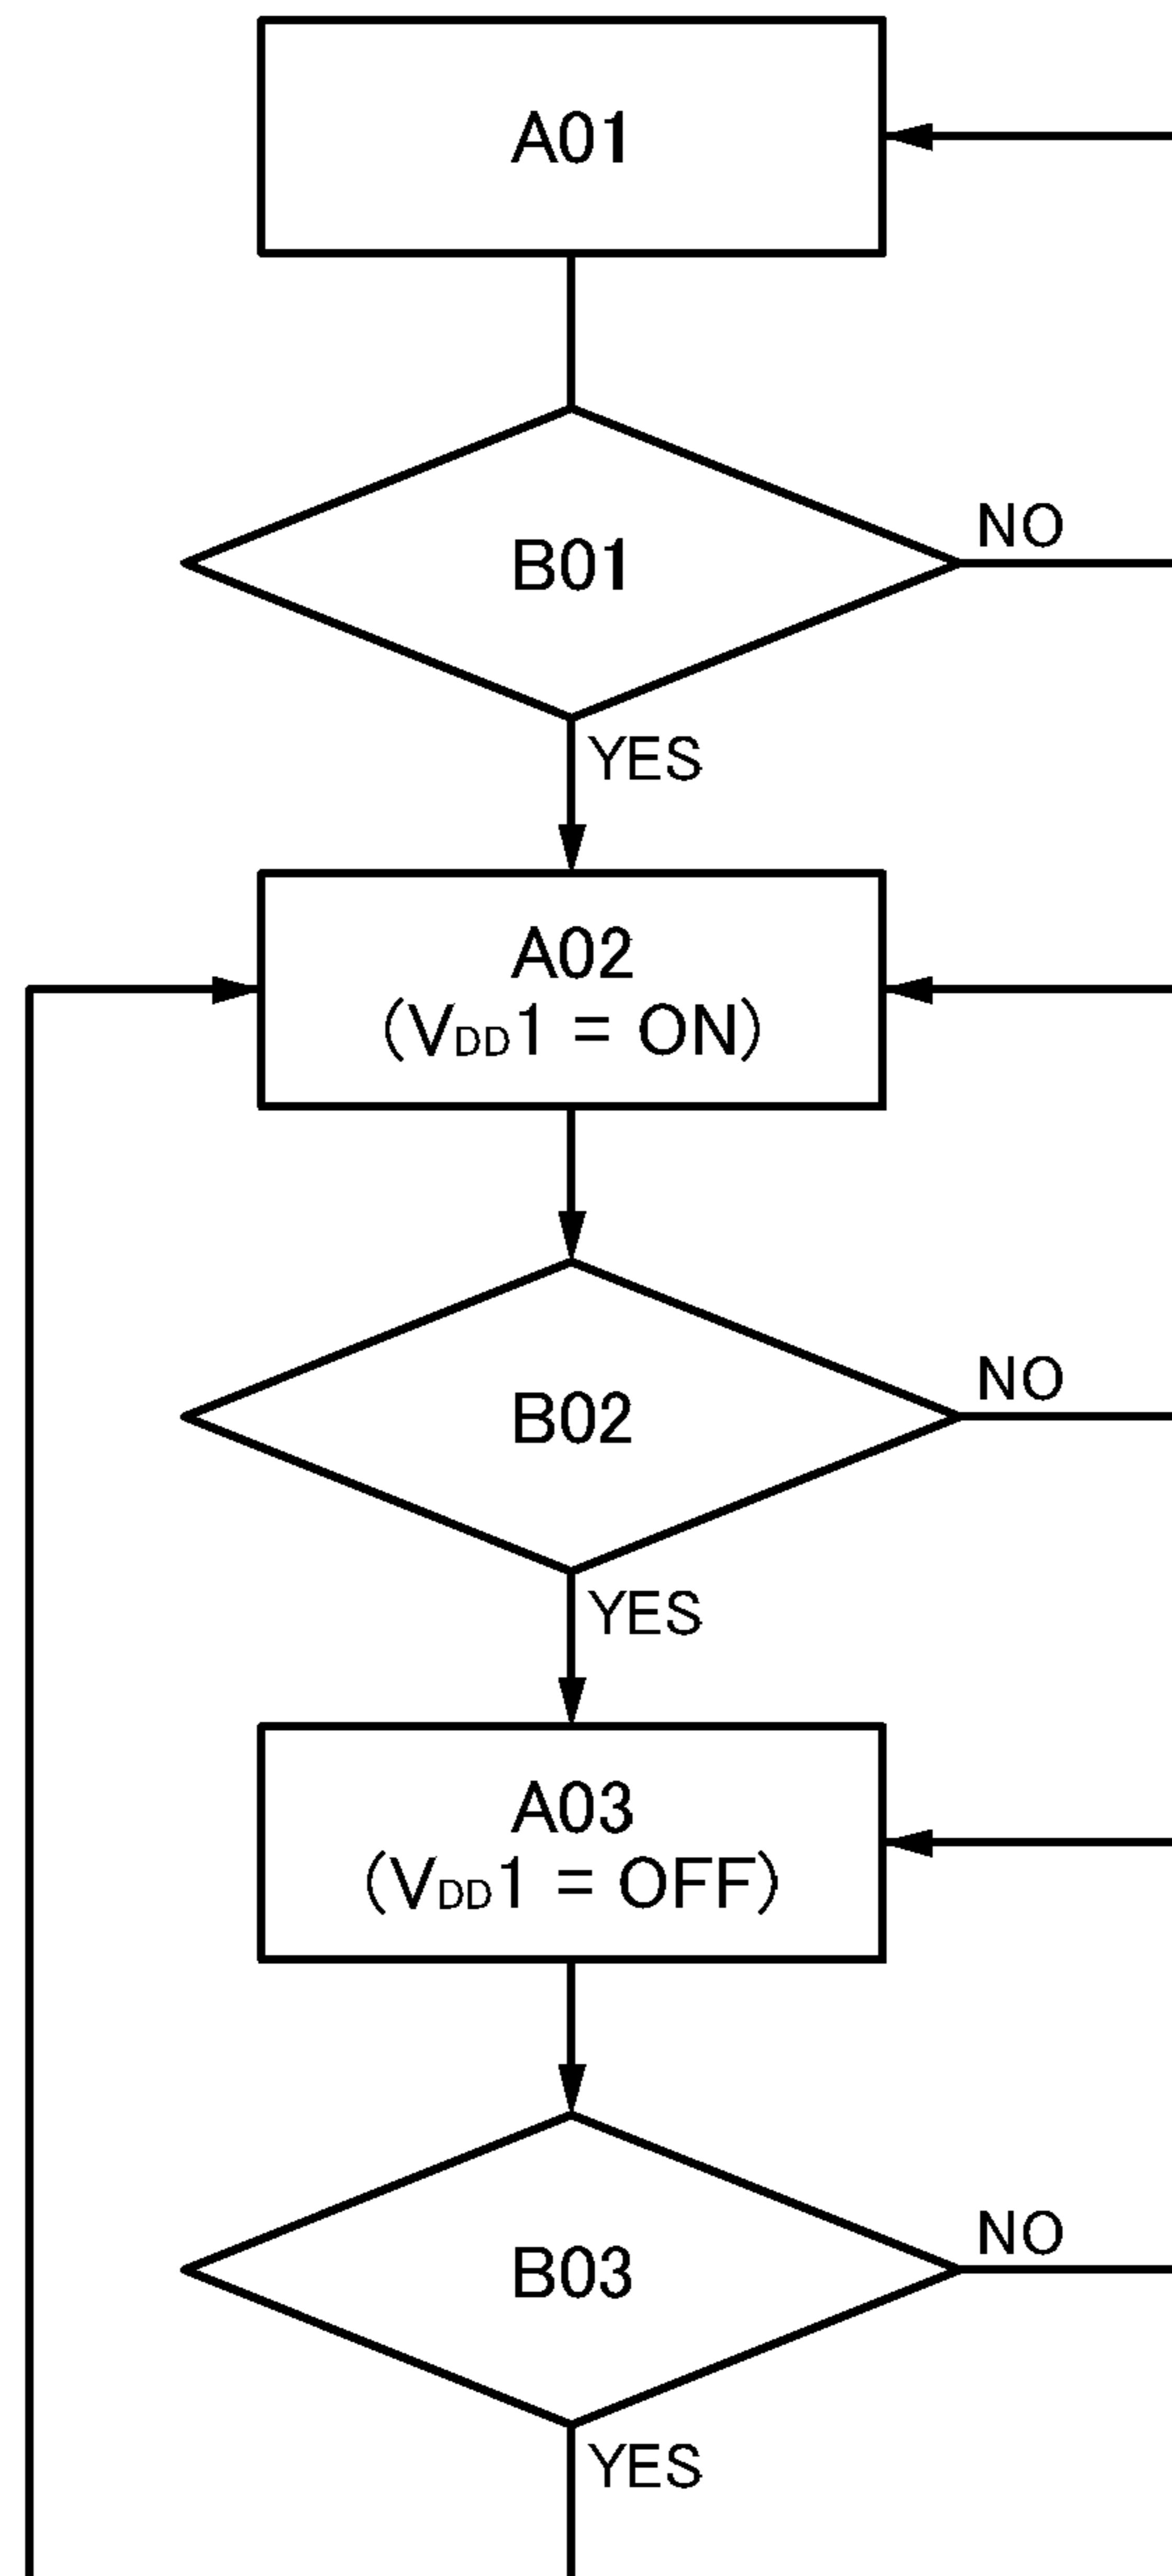 A01
B01
NO
YES
A02
(VDD1 = ON)
B02
NO
YES
A03
(VDD1 = OFF)
B03
NO
YES